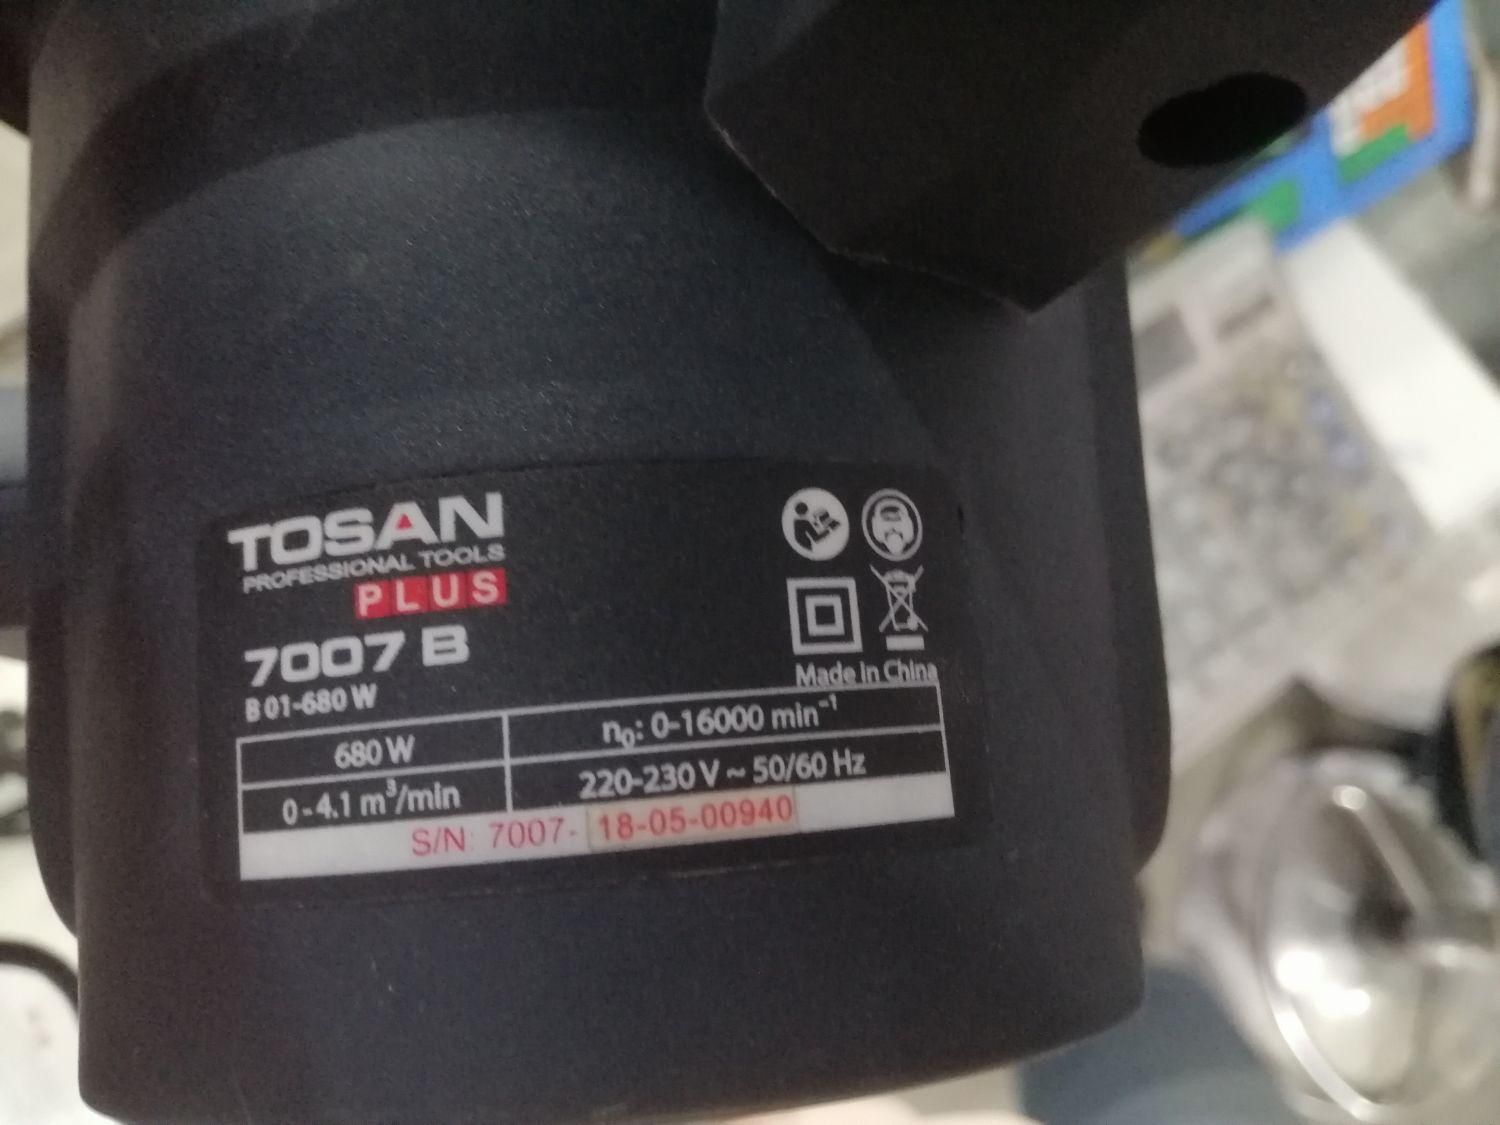 TOSAN
PROFESSIONAL TOOLS
PLUS
7007 B
B 01-680 W
Made in China
680 W
n₀: 0-16000 min⁻¹
0-4.1 m³/min
220-230 V ~ 50/60 Hz
S/N: 7007- 18-05-00940